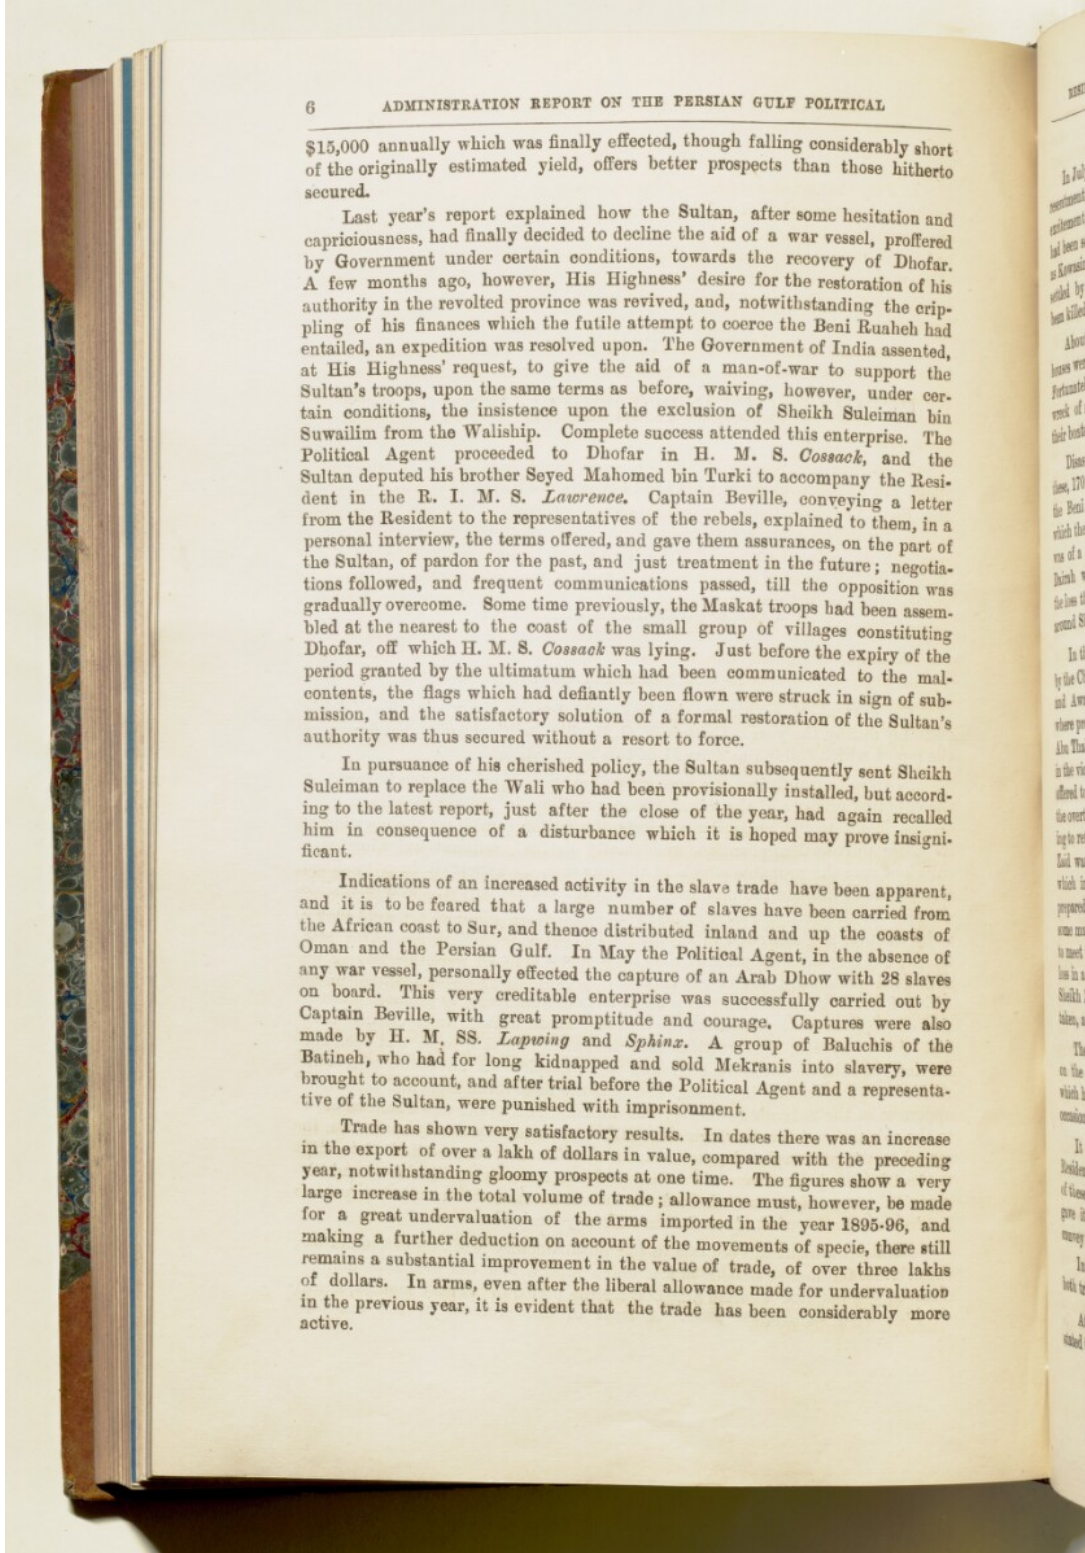 6 ADMINISTRATION REPORT ON THE PERSIAN GULF POLITICAL
$15,000 annually which was finally effected, though falling considerably short
of the originally estimated yield, offers better prospects than those hitherto
secured.
Last year's report explained how the Sultan, after some hesitation and
capriciousness, had finally decided to decline the aid of a war vessel, proffered
by Government under certain conditions, towards the recovery of Dhofar.
A few months ago, however, His Highness' desire for the restoration of his
authority in the revolted province was revived, and, notwithstanding the crip-
pling of his finances which the futile attempt to coerce the Beni Ruaheh had
entailed, an expedition was resolved upon. The Government of India assented,
at His Highness' request, to give the aid of a man-of-war to support the
Sultan's troops, upon the same terms as before, waiving, however, under cer-
tain conditions, the insistence upon the exclusion of Sheikh Suleiman bin
Suwailim from the Waliship. Complete success attended this enterprise. The
Political Agent proceeded to Dhofar in H. M. S. Cossack, and the
Sultan deputed his brother Seyed Mahomed bin Turki to accompany the Resi-
dent in the R. I. M. S. Lawrence. Captain Beville, conveying a letter
from the Resident to the representatives of the rebels, explained to them, in a
personal interview, the terms offered, and gave them assurances, on the part of
the Sultan, of pardon for the past, and just treatment in the future; negotia-
tions followed, and frequent communications passed, till the opposition was
gradually overcome. Some time previously, the Maskat troops had been assem-
bled at the nearest to the coast of the small group of villages constituting
Dhofar, off which H. M. S. Cossack was lying. Just before the expiry of the
period granted by the ultimatum which had been communicated to the mal-
contents, the flags which had defiantly been flown were struck in sign of sub-
mission, and the satisfactory solution of a formal restoration of the Sultan's
authority was thus secured without a resort to force.
In pursuance of his cherished policy, the Sultan subsequently sent Sheikh
Suleiman to replace the Wali who had been provisionally installed, but accord-
ing to the latest report, just after the close of the year, had again recalled
him in consequence of a disturbance which it is hoped may prove insigni-
ficant.
Indications of an increased activity in the slave trade have been apparent,
and it is to be feared that a large number of slaves have been carried from
the African coast to Sur, and thence distributed inland and up the coasts of
Oman and the Persian Gulf. In May the Political Agent, in the absence of
any war vessel, personally effected the capture of an Arab Dhow with 28 slaves
on board. This very creditable enterprise was successfully carried out by
Captain Beville, with great promptitude and courage. Captures were also
made by H. M. SS. Lapwing and Sphinx. A group of Baluchis of the
Batineh, who had for long kidnapped and sold Mekranis into slavery, were
brought to account, and after trial before the Political Agent and a representa-
tive of the Sultan, were punished with imprisonment.
Trade has shown very satisfactory results. In dates there was an increase
in the export of over a lakh of dollars in value, compared with the preceding
year, notwithstanding gloomy prospects at one time. The figures show a very
large increase in the total volume of trade; allowance must, however, be made
for a great undervaluation of the arms imported in the year 1895-96, and
making a further deduction on account of the movements of specie, there still
remains a substantial improvement in the value of trade, of over three lakhs
of dollars. In arms, even after the liberal allowance made for undervaluation
in the previous year, it is evident that the trade has been considerably more
active.